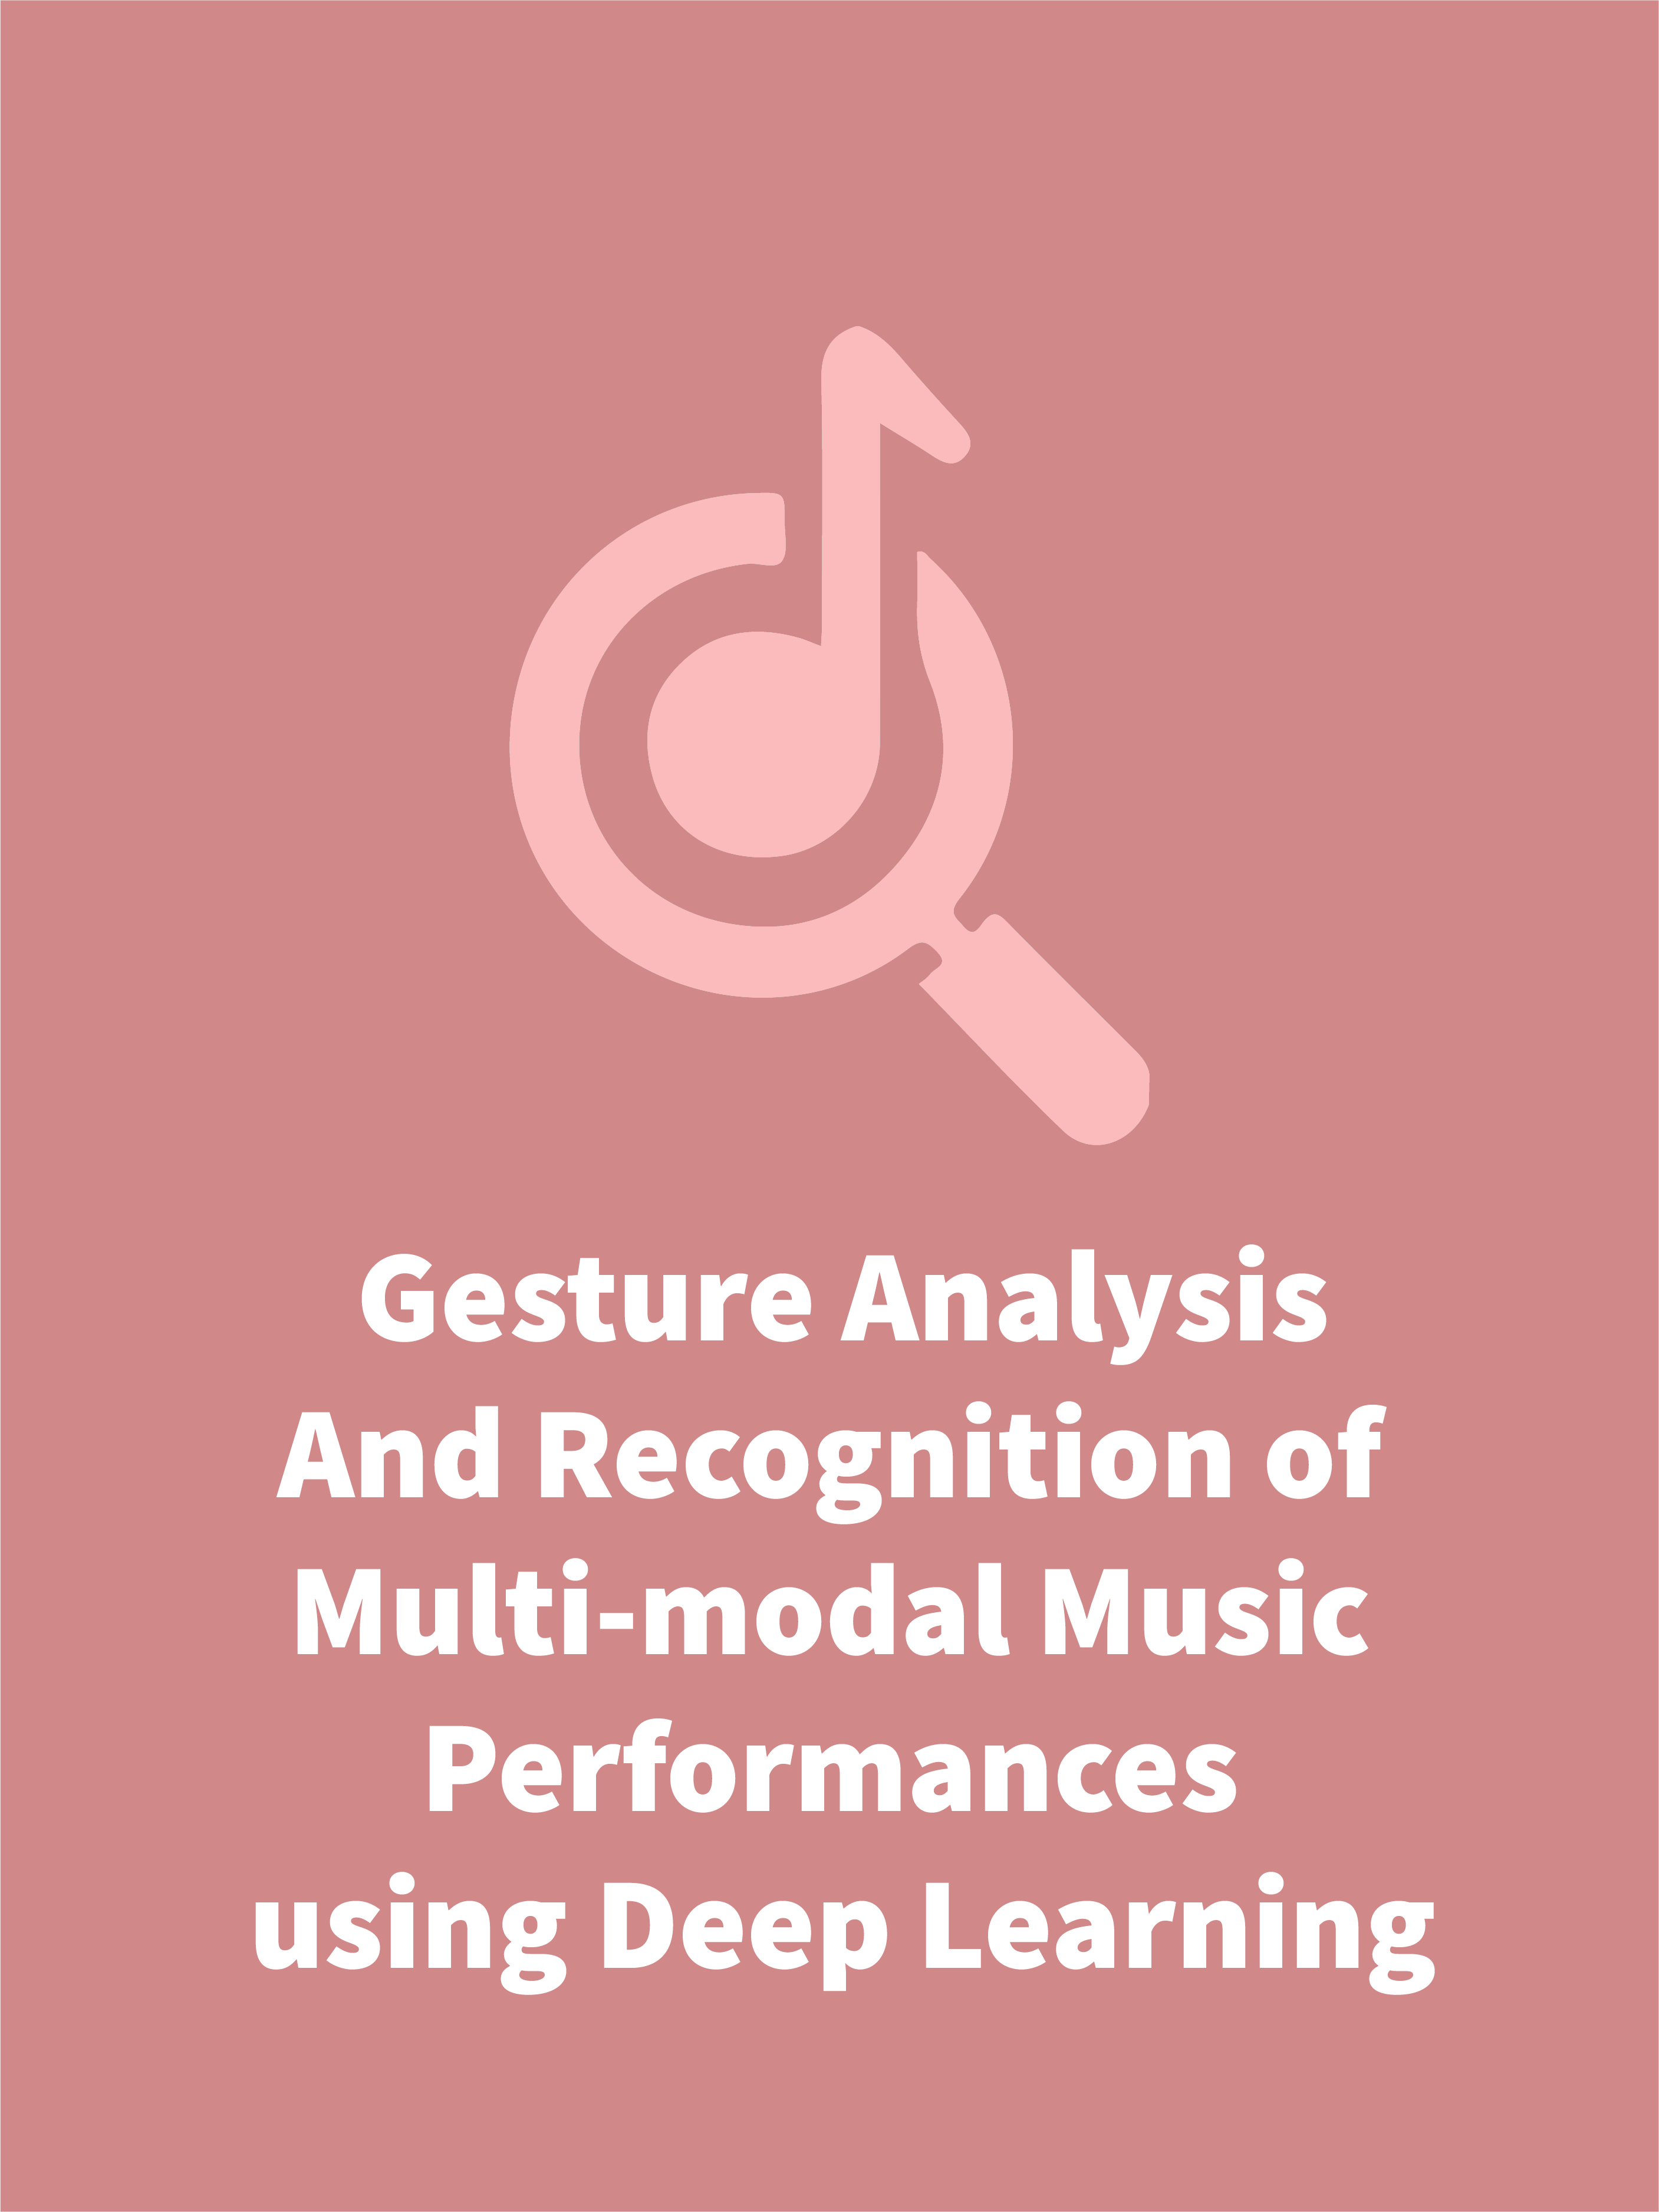 Gesture Analysis
And Recognition of
Multi-modal Music
Performances
using Deep Learning